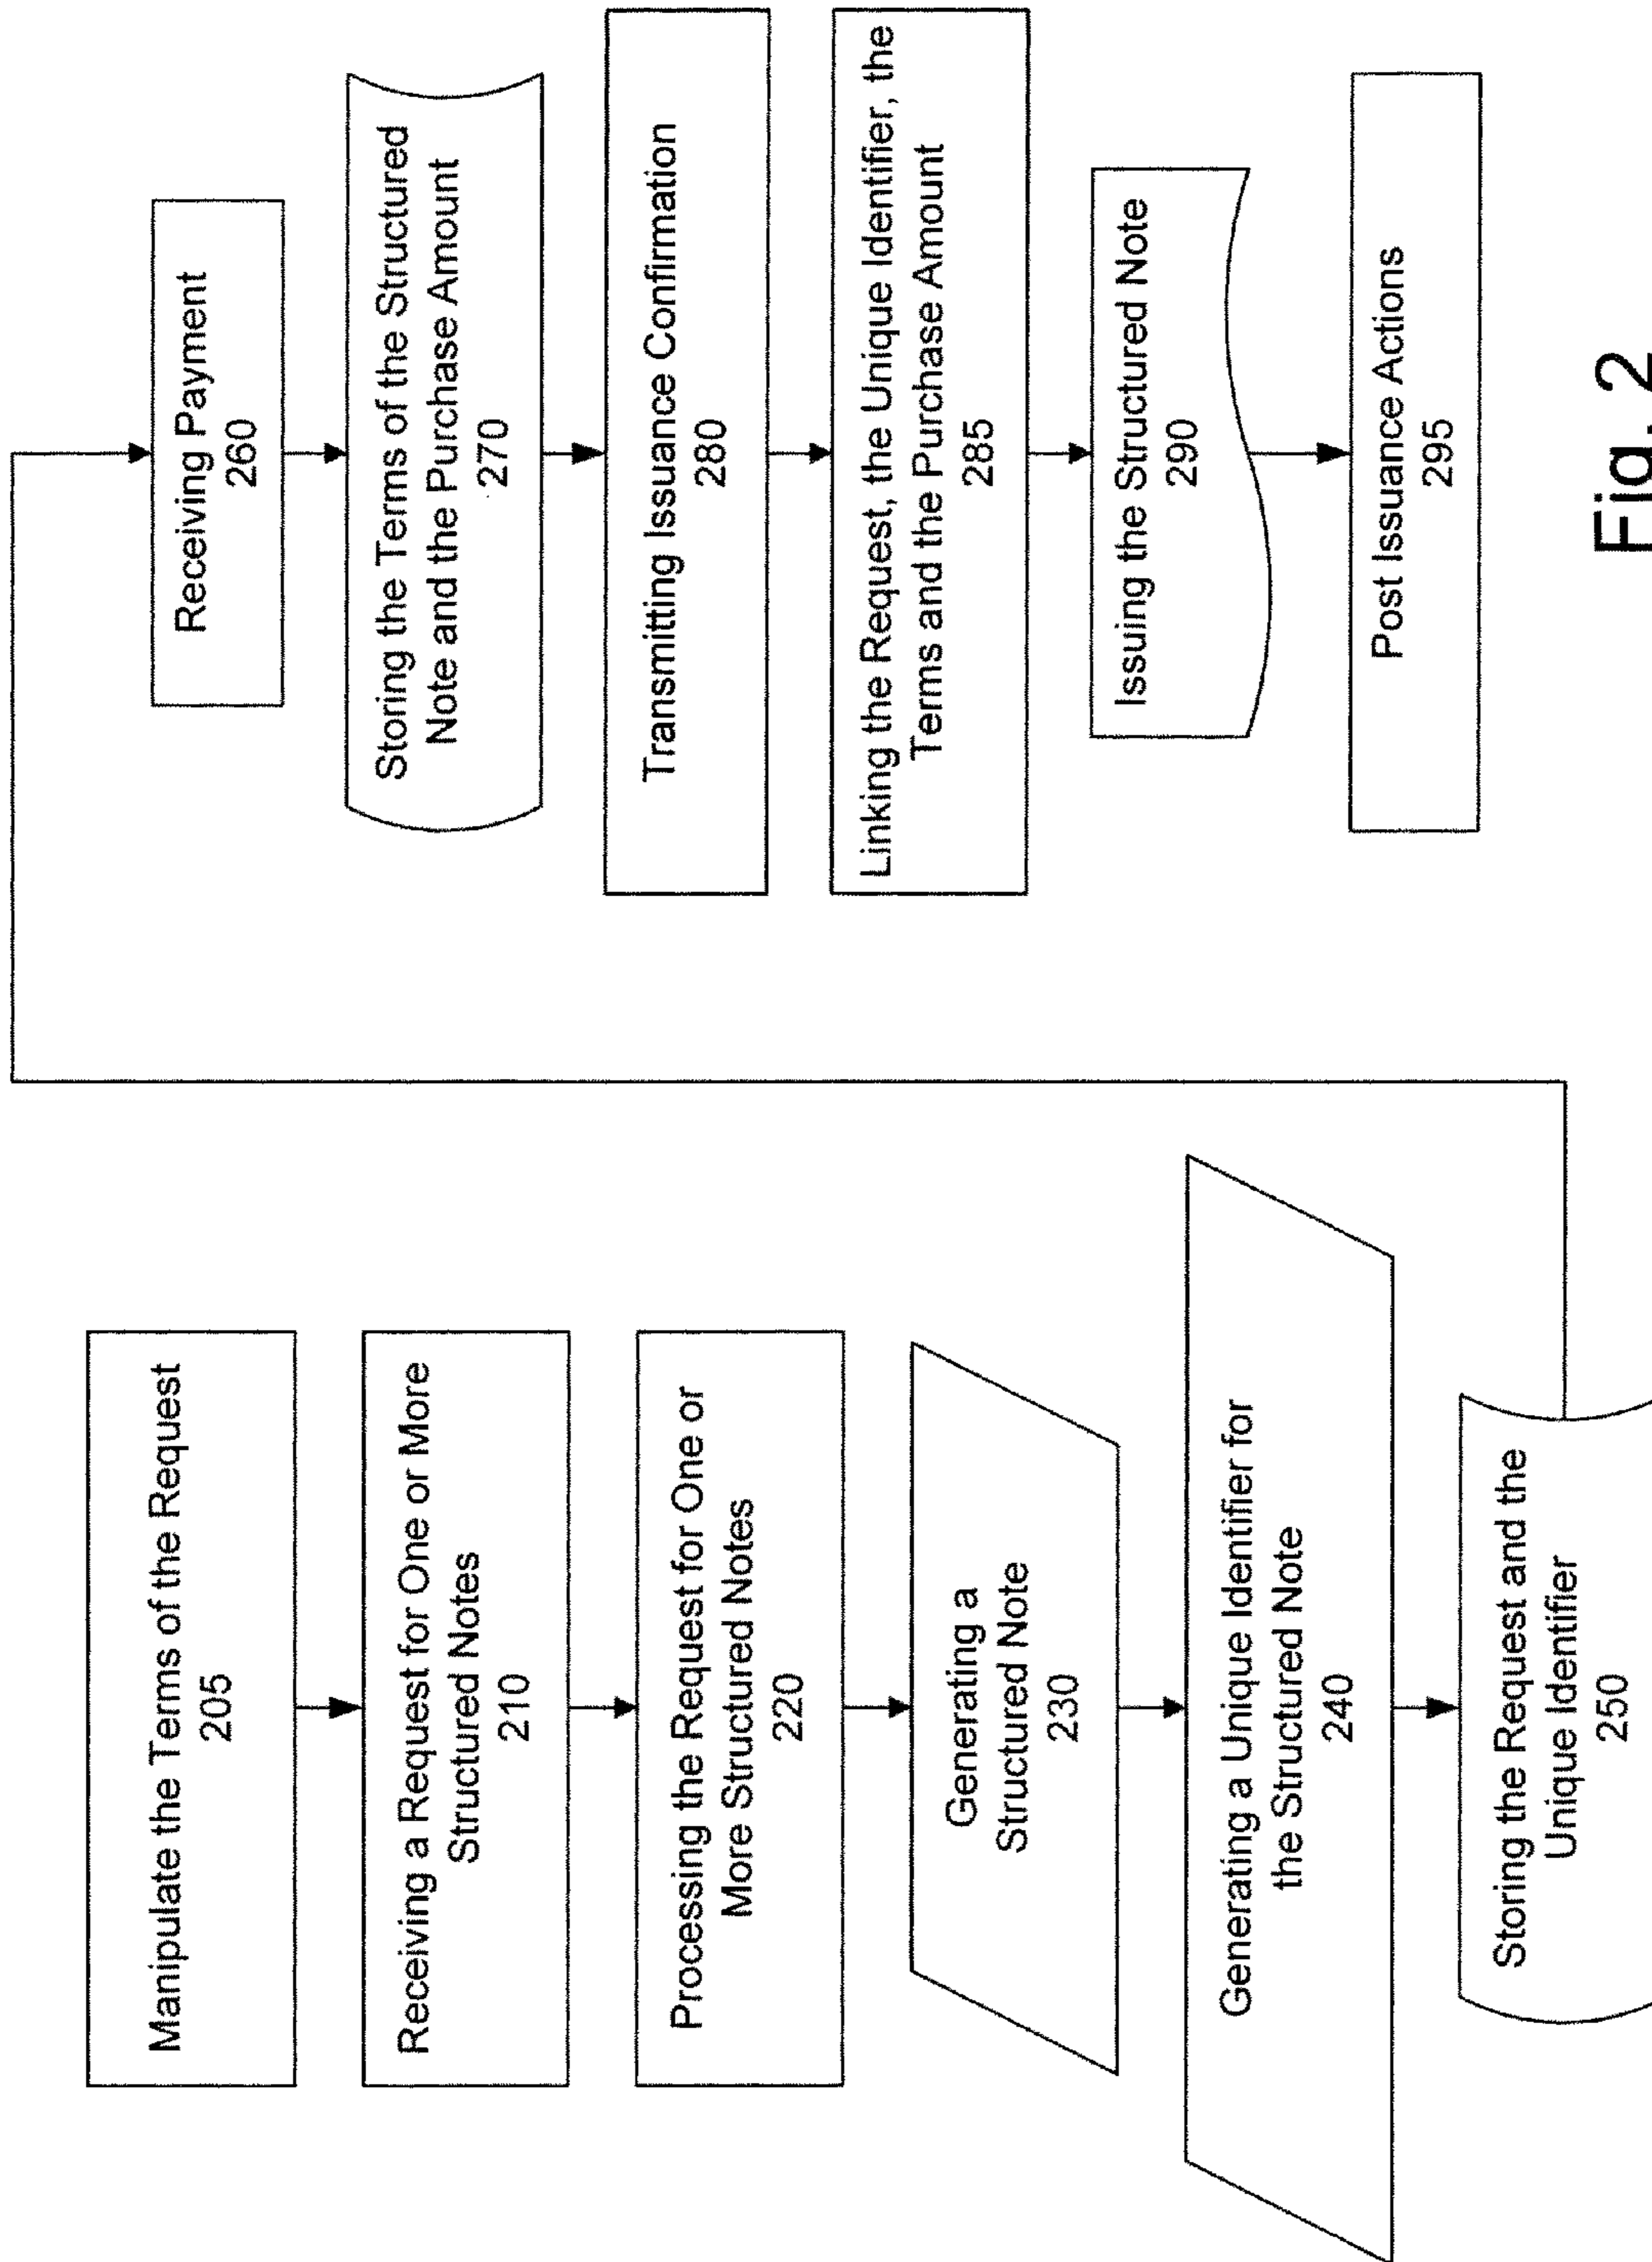 Manipulate the Terms of the Request
205
Receiving a Request for One or More
Structured Notes
210
Processing the Request for One or
More Structured Notes
220
Generating a
Structured Note
230
Generating a Unique Identifier for
the Structured Note
240
Storing the Request and the
Unique Identifier
250
Receiving Payment
260
Storing the Terms of the Structured
Note and the Purchase Amount
270
Transmitting Issuance Confirmation
280
Linking the Request, the Unique Identifier, the
Terms and the Purchase Amount
285
Issuing the Structured Note
290
Post Issuance Actions
295
Fig. 2